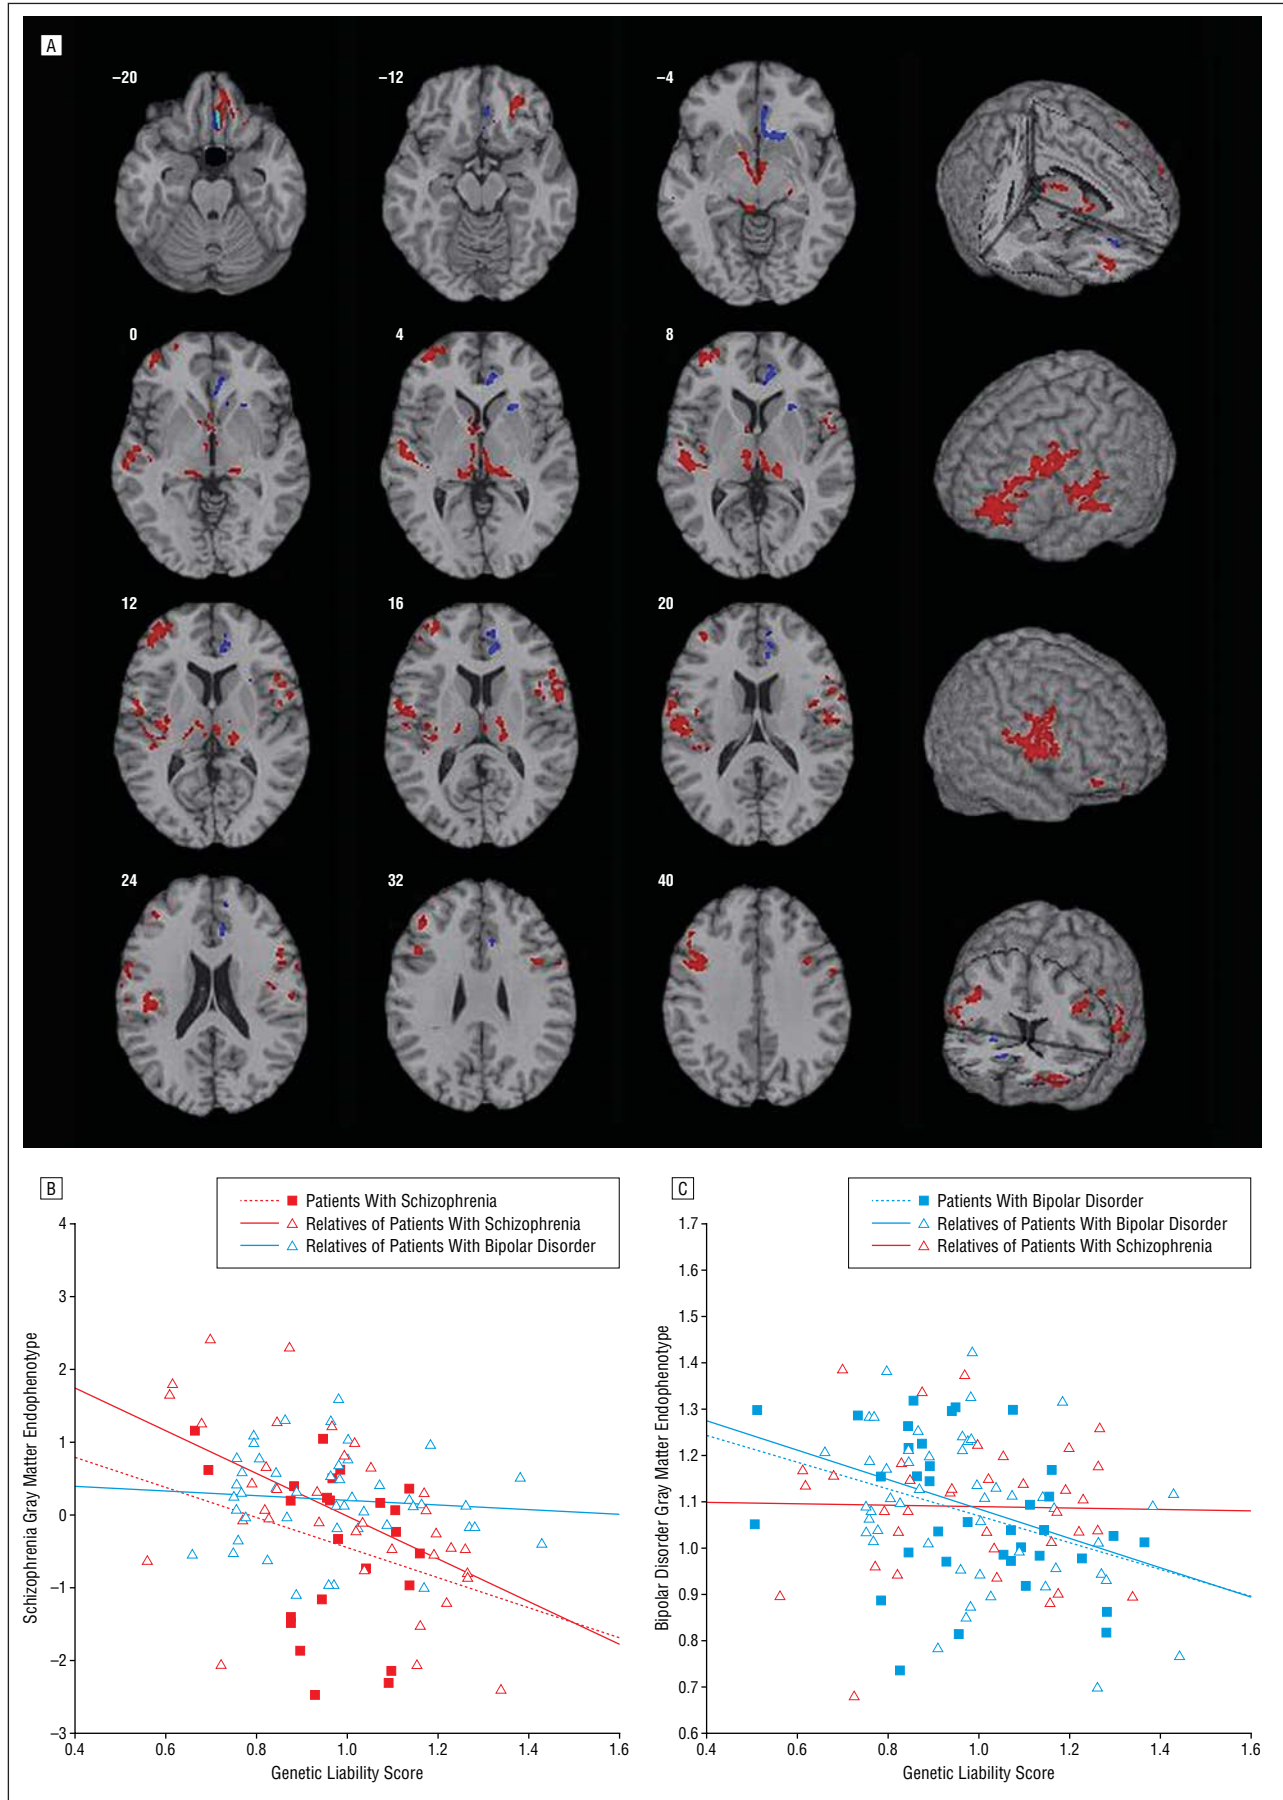 A
−20
−12
−4
0
4
8
12
16
20
24
32
40
B
Patients With Schizophrenia
Relatives of Patients With Schizophrenia
Relatives of Patients With Bipolar Disorder
4
3
2
1
0
−1
−2
−3
Schizophrenia Gray Matter Endophenotype
0.4 0.6 0.8 1.0 1.2 1.4 1.6
Genetic Liability Score
C
Patients With Bipolar Disorder
Relatives of Patients With Bipolar Disorder
Relatives of Patients With Schizophrenia
1.7
1.6
1.5
1.4
1.3
1.2
1.1
1.0
0.9
0.8
0.7
0.6
Bipolar Disorder Gray Matter Endophenotype
0.4 0.6 0.8 1.0 1.2 1.4 1.6
Genetic Liability Score